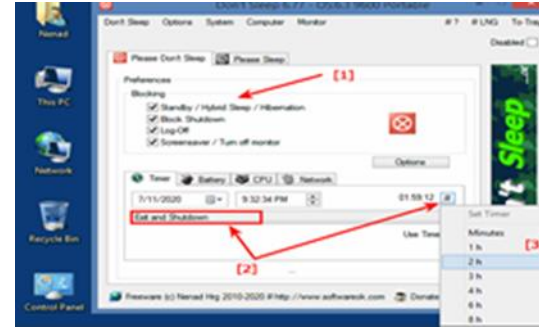 Don't Sleep 6.77 - OS:6.3 9600 Portable
Nenad
Don't Sleep Options System Computer Monitor #? # LNG To-Tray
Disabled
Please Don't Sleep Please Sleep
Preferences
[1]
Blocking
This PC
Standby / Hybrid Sleep / Hibernation
Block Shutdown
Log-Off
Screensaver / Turn off monitor
Options
Network
Timer Battery CPU Network
7/11/2020 9:32:34 PM 01:59:12 #
Exit and Shutdown
Set Timer
Use Time
Minutes
[3
1 h
Recycle Bin
[2]
2 h
3 h
4 h
6 h
8 h
Freeware (c) Nenad Hrg 2010-2020 # http://www.softwareok.com Donate
Control Panel
't Sleep